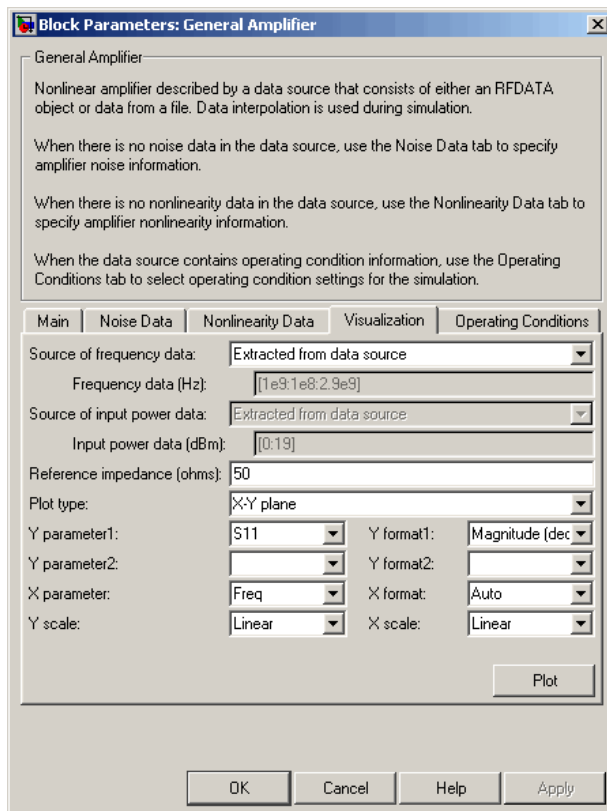 Block Parameters: General Amplifier
General Amplifier
Nonlinear amplifier described by a data source that consists of either an RFDATA
object or data from a file. Data interpolation is used during simulation.
When there is no noise data in the data source, use the Noise Data tab to specify
amplifier noise information.
When there is no nonlinearity data in the data source, use the Nonlinearity Data tab to
specify amplifier nonlinearity information.
When the data source contains operating condition information, use the Operating
Conditions tab to select operating condition settings for the simulation.
Main Noise Data Nonlinearity Data Visualization Operating Conditions
Source of frequency data: Extracted from data source
Frequency data (Hz): [1e9:1e8:2.9e9]
Source of input power data: Extracted from data source
Input power data (dBm): [0:19]
Reference impedance (ohms): 50
Plot type: X-Y plane
Y parameter1: S11 Y format1: Magnitude (dec
Y parameter2: Y format2:
X parameter: Freq X format: Auto
Y scale: Linear X scale: Linear
Plot
OK Cancel Help Apply